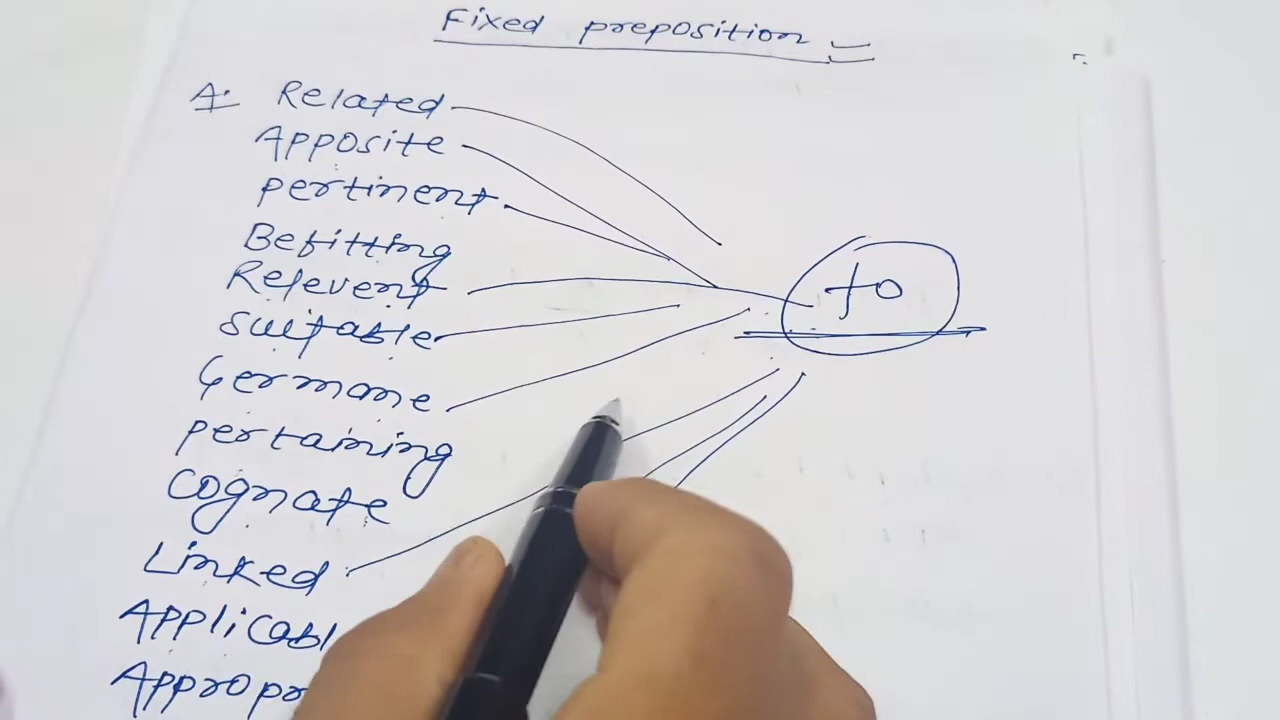 Fixed preposition
A: Related
Apposite
pertinent
Befitting
Relevent
suitable
Germane
pertaining
cognate
Linked
to